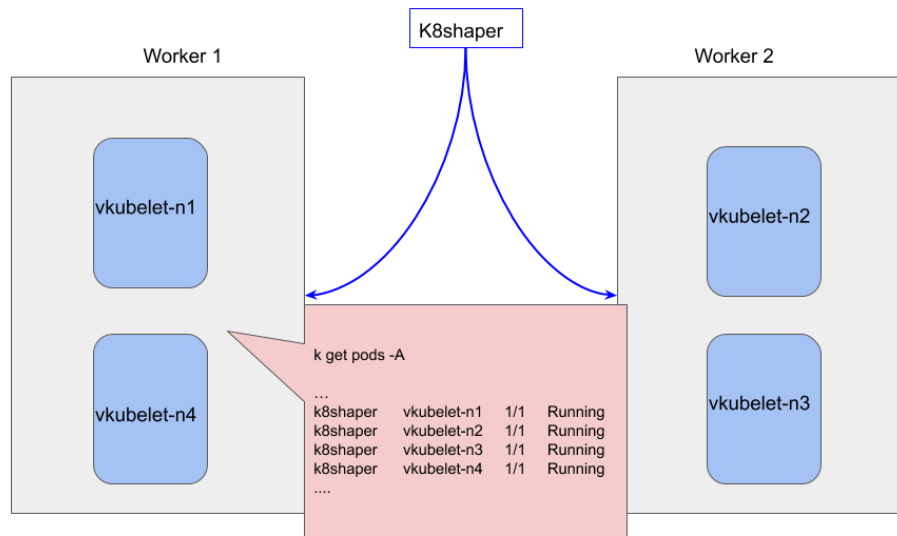 K8shaper
Worker 1
Worker 2
vkubelet-n1
vkubelet-n2
vkubelet-n4
vkubelet-n3
k get pods -A
...
k8shaper vkubelet-n1 1/1 Running
k8shaper vkubelet-n2 1/1 Running
k8shaper vkubelet-n3 1/1 Running
k8shaper vkubelet-n4 1/1 Running
....